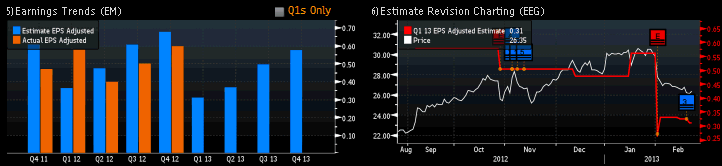 5)Earnings Trends (EM)
Q1s Only
Estimate EPS Adjusted
Actual EPS Adjusted
0.70
0.60
0.50
0.40
0.30
0.20
0.10
Q4 11 Q1 12 Q2 12 Q3 12 Q4 12 Q1 13 Q2 13 Q3 13 Q4 13
6)Estimate Revision Charting (EEG)
Q1 13 EPS Adjusted Estimate 0.31
Price 26.35
32.00
30.00
28.00
26.00
24.00
22.00
0.65
0.60
0.55
0.50
0.45
0.40
0.35
0.30
0.25
Aug Sep Oct Nov Dec Jan Feb
2012 2013